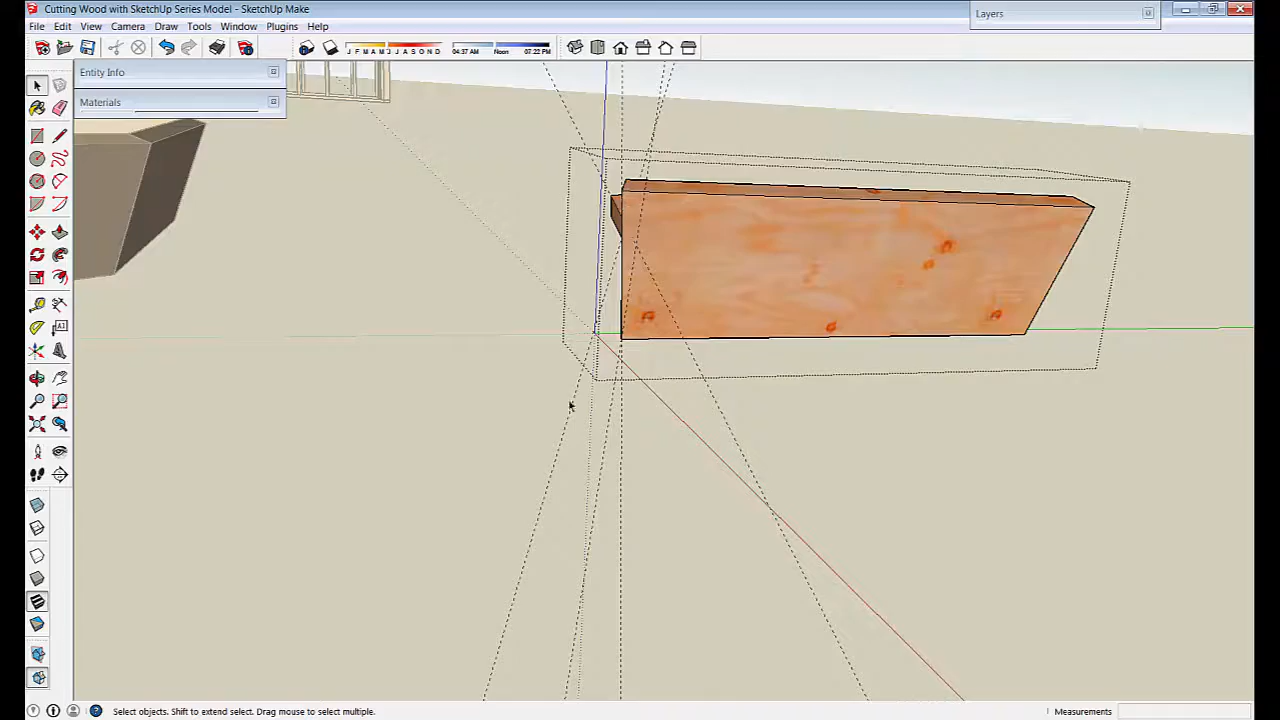 Cutting Wood with SketchUp Series Model - SketchUp Make
Layers
File Edit View Camera Draw Tools Window Plugins Help
J F M A M J J A S O N D
04:37 AM Noon 07:22 PM
Entity Info
Materials
A1
Select objects. Shift to extend select. Drag mouse to select multiple.
Measurements